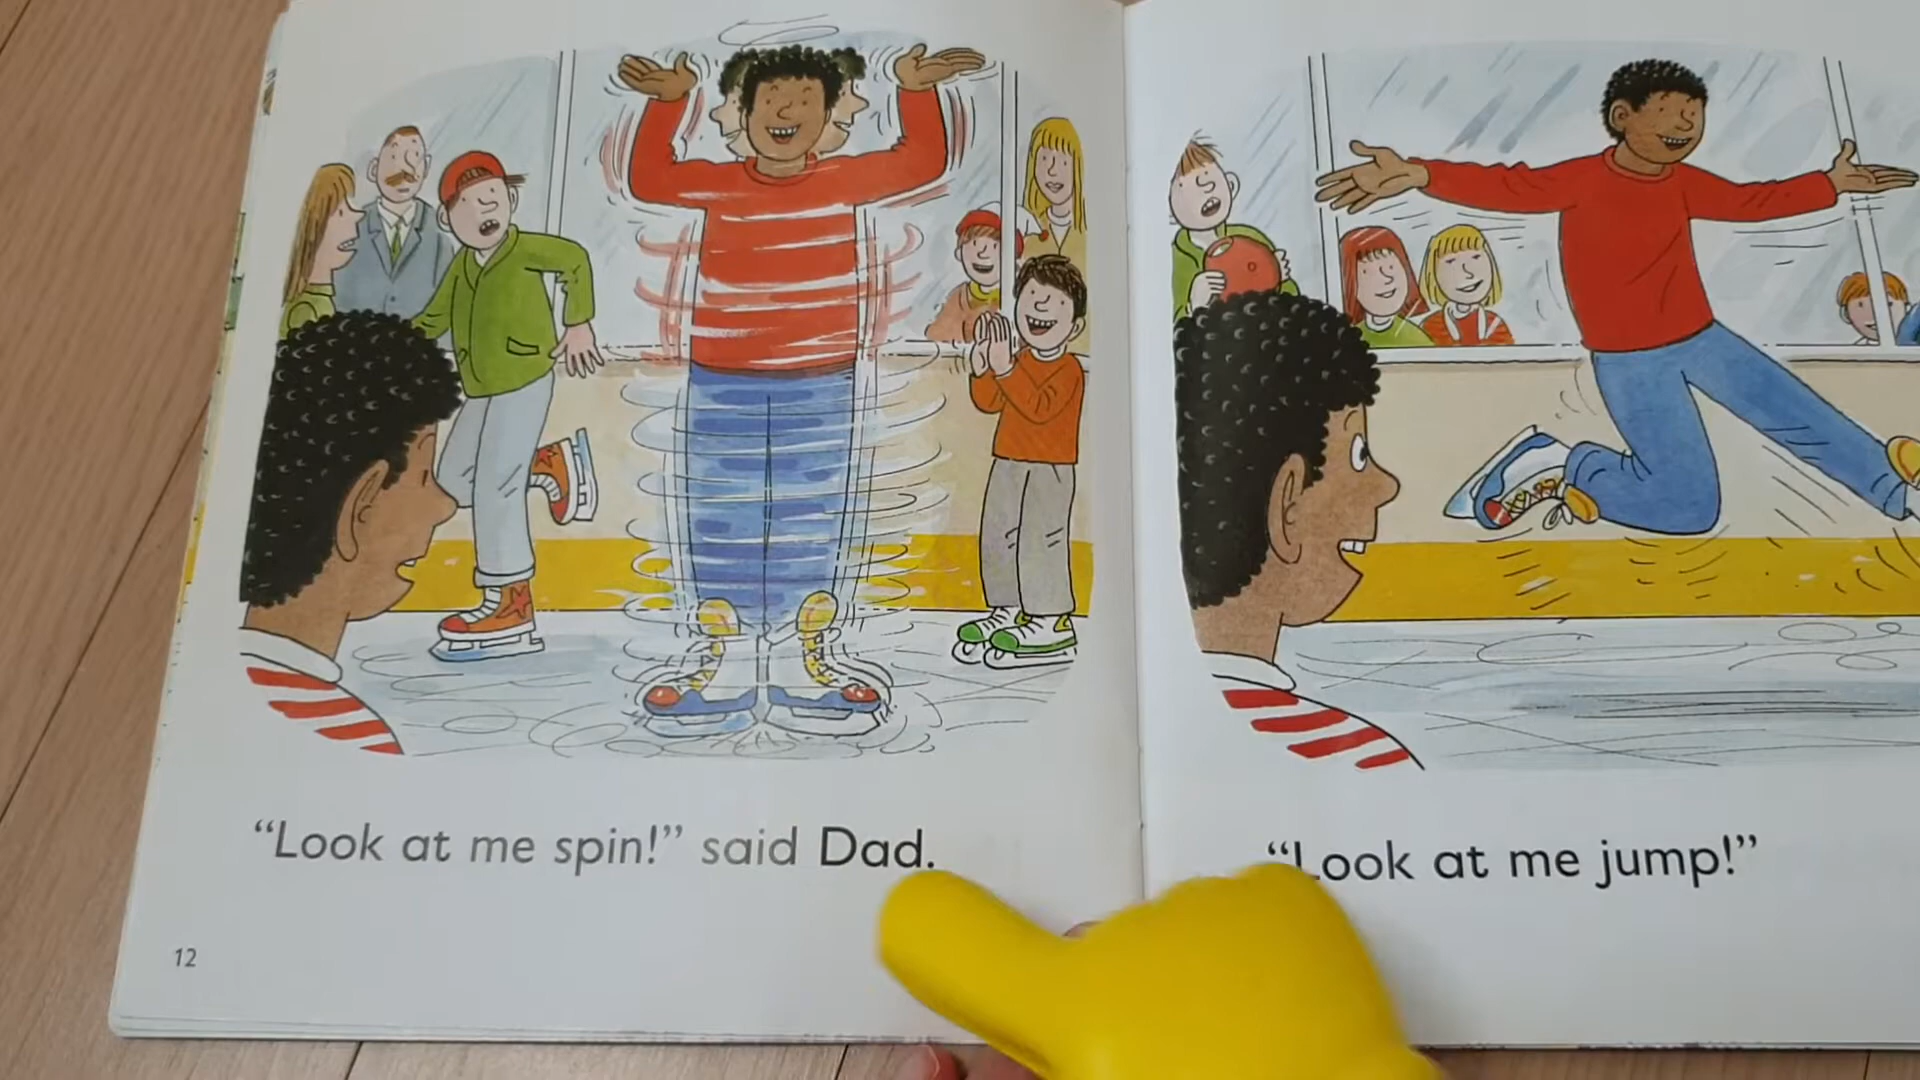 “Look at me spin!” said Dad.
12
“Look at me jump!”